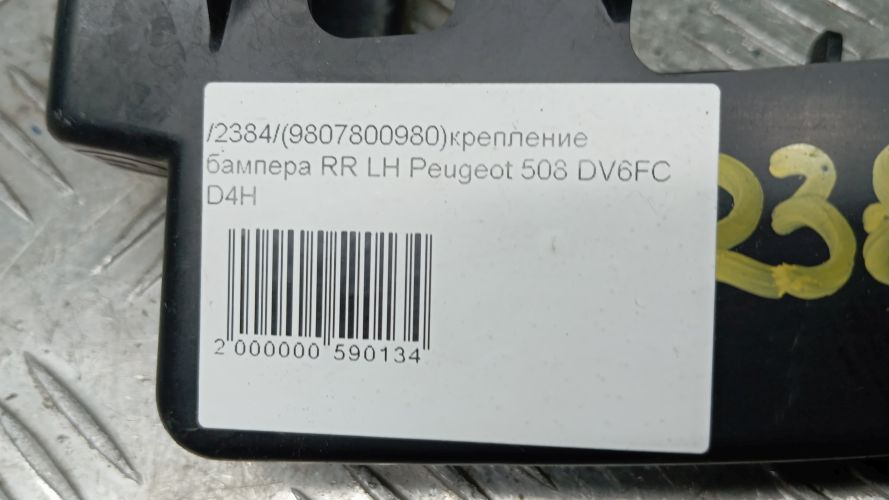 /2384/(9807800980)крепление
бампера RR LH Peugeot 508 DV6FC
D4H
2 000000 590134
238